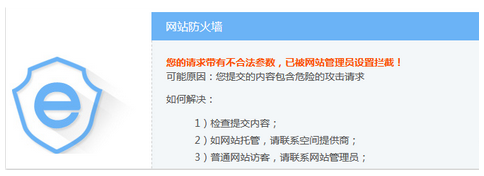 网站防火墙
您的请求带有不合法参数，已被网站管理员设置拦截！
可能原因：您提交的内容包含危险的攻击请求
如何解决：
1）检查提交内容；
2）如网站托管，请联系空间提供商；
3）普通网站访客，请联系网站管理员；